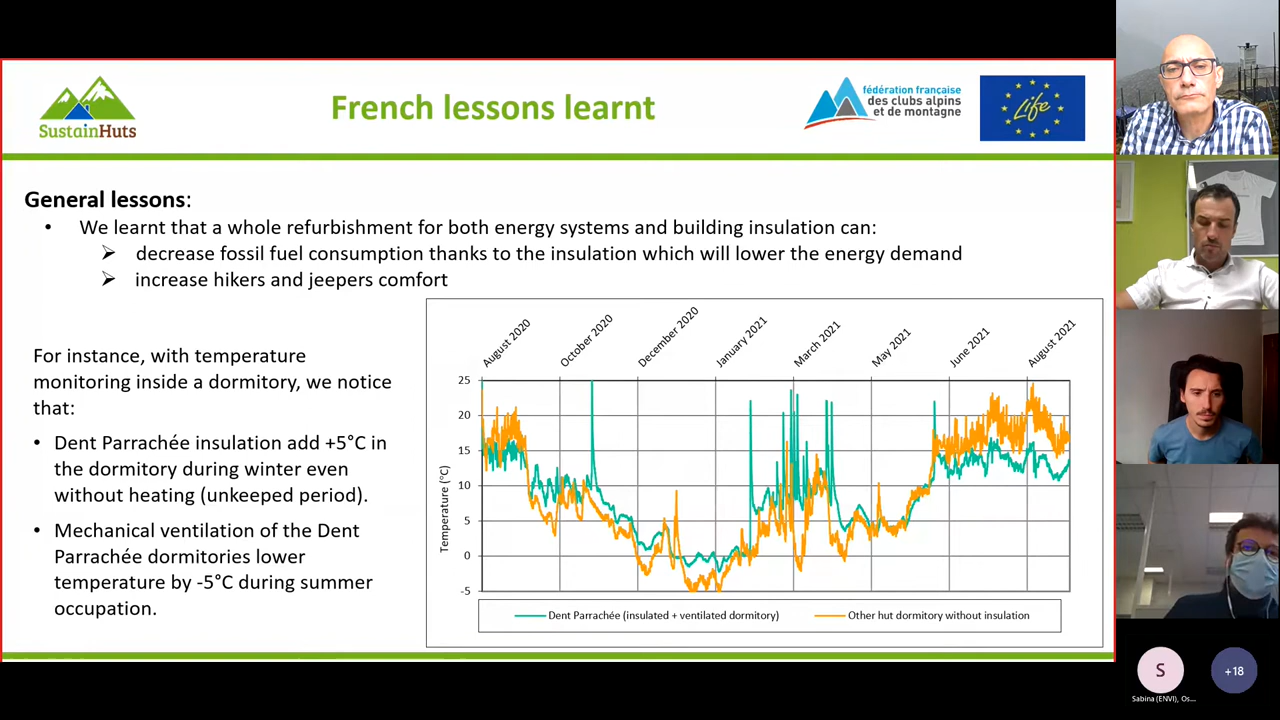 SustainHuts
French lessons learnt
fédération française
des clubs alpins
et de montagne
Life
General lessons:
• We learnt that a whole refurbishment for both energy systems and building insulation can:
➢ decrease fossil fuel consumption thanks to the insulation which will lower the energy demand
➢ increase hikers and jeepers comfort
For instance, with temperature
monitoring inside a dormitory, we notice
that:
• Dent Parrachée insulation add +5°C in
the dormitory during winter even
without heating (unkeeped period).
• Mechanical ventilation of the Dent
Parrachée dormitories lower
temperature by -5°C during summer
occupation.
August 2020
October 2020
December 2020
January 2021
March 2021
May 2021
June 2021
August 2021
Temperature (°C)
25
20
15
10
5
0
-5
Dent Parrachée (insulated + ventilated dormitory)
Other hut dormitory without insulation
S
+18
Sabina (ENVI), Os...